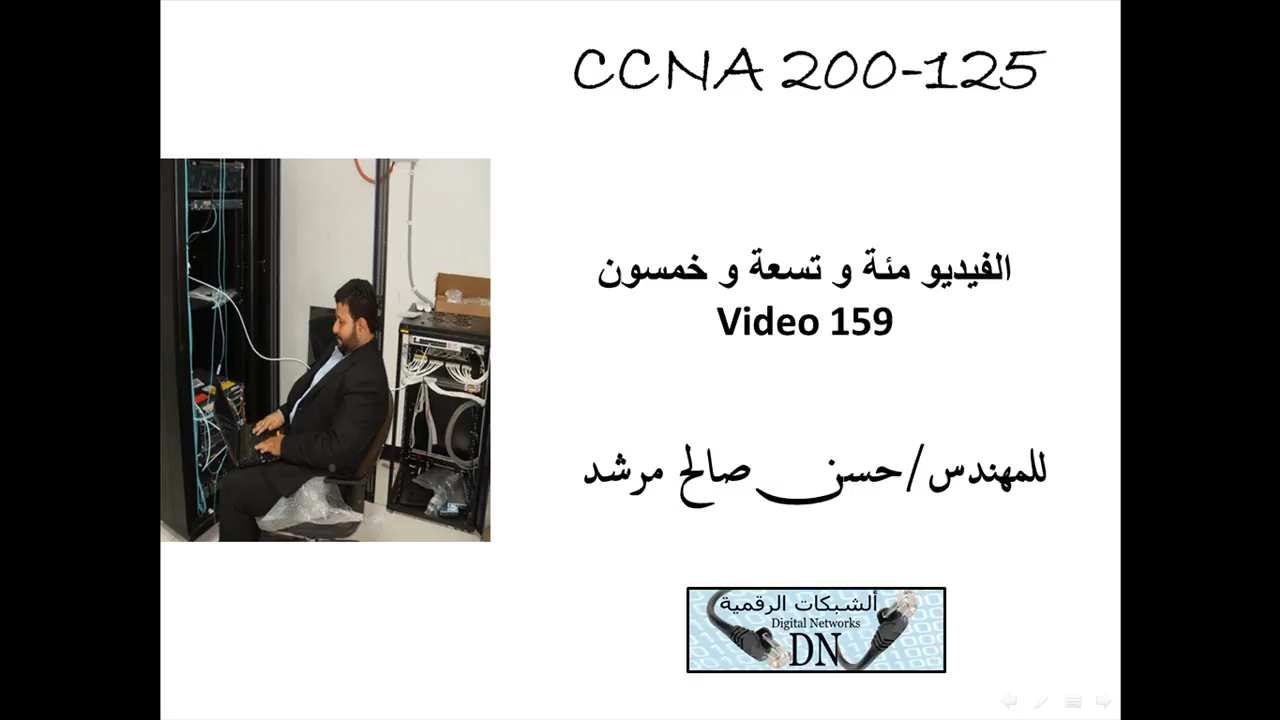 CCNA 200-125
الفيديو مئة و تسعة و خمسون
Video 159
للمهندس/حسن صالح مرشد
ألشبكات الرقمية
Digital Networks
DN